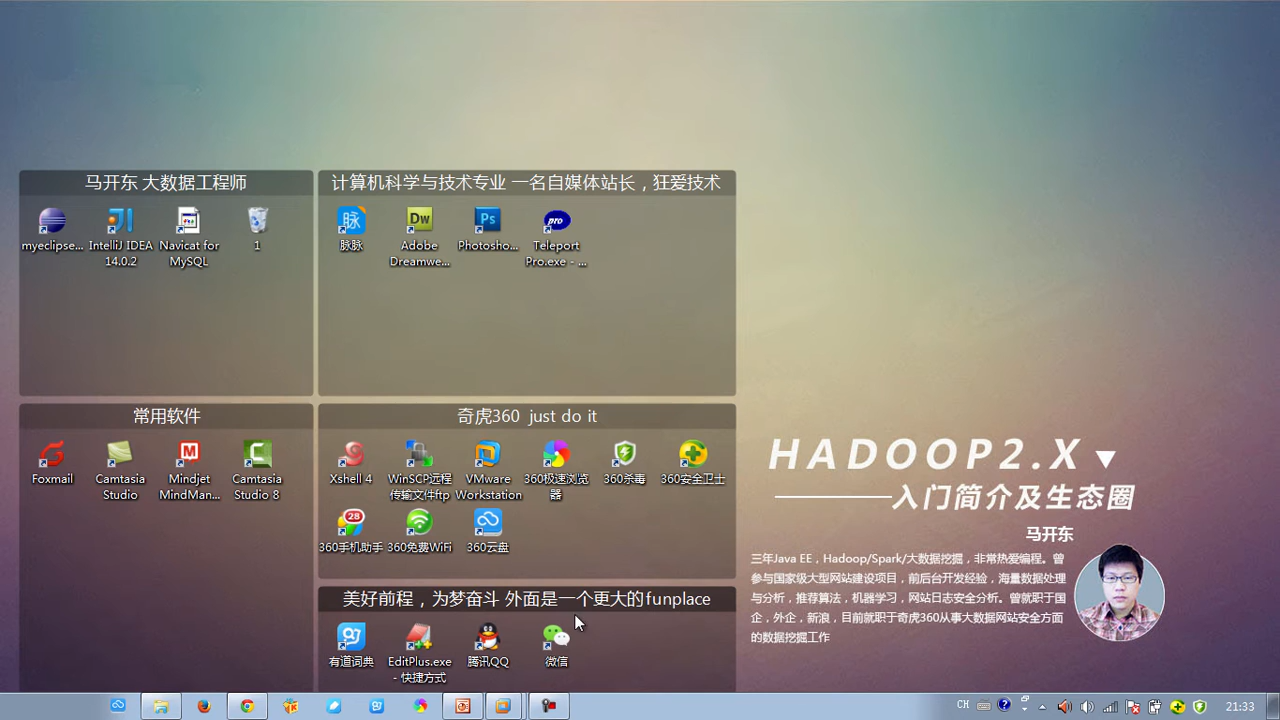 马开东 大数据工程师
myeclipse...
IntelliJ IDEA
14.0.2
Navicat for
MySQL
1
计算机科学与技术专业 一名自媒体站长，狂爱技术
脉
脉脉
Dw
Adobe
Dreamwe...
Ps
Photosho...
pro
Teleport
Pro.exe - ...
常用软件
Foxmail
Camtasia
Studio
M
Mindjet
MindMan...
C
Camtasia
Studio 8
奇虎360 just do it
Xshell 4
WinSCP远程
传输文件ftp
VMware
Workstation
360极速浏览
器
360杀毒
360安全卫士
28
360手机助手
360免费WiFi
360云盘
美好前程 - 为梦奋斗 外面是一个更大的funplace
有道词典
EditPlus.exe
- 快捷方式
腾讯QQ
微信
HADOOP2.X
入门简介及生态圈
马开东
三年Java EE，Hadoop/Spark/大数据挖掘，非常热爱编程。曾
参与国家级大型网站建设项目，前后台开发经验，海量数据处理
与分析，推荐算法，机器学习，网站日志安全分析。曾就职于国
企，外企，新浪，目前就职于奇虎360从事大数据网站安全方面
的数据挖掘工作
CH
21:33